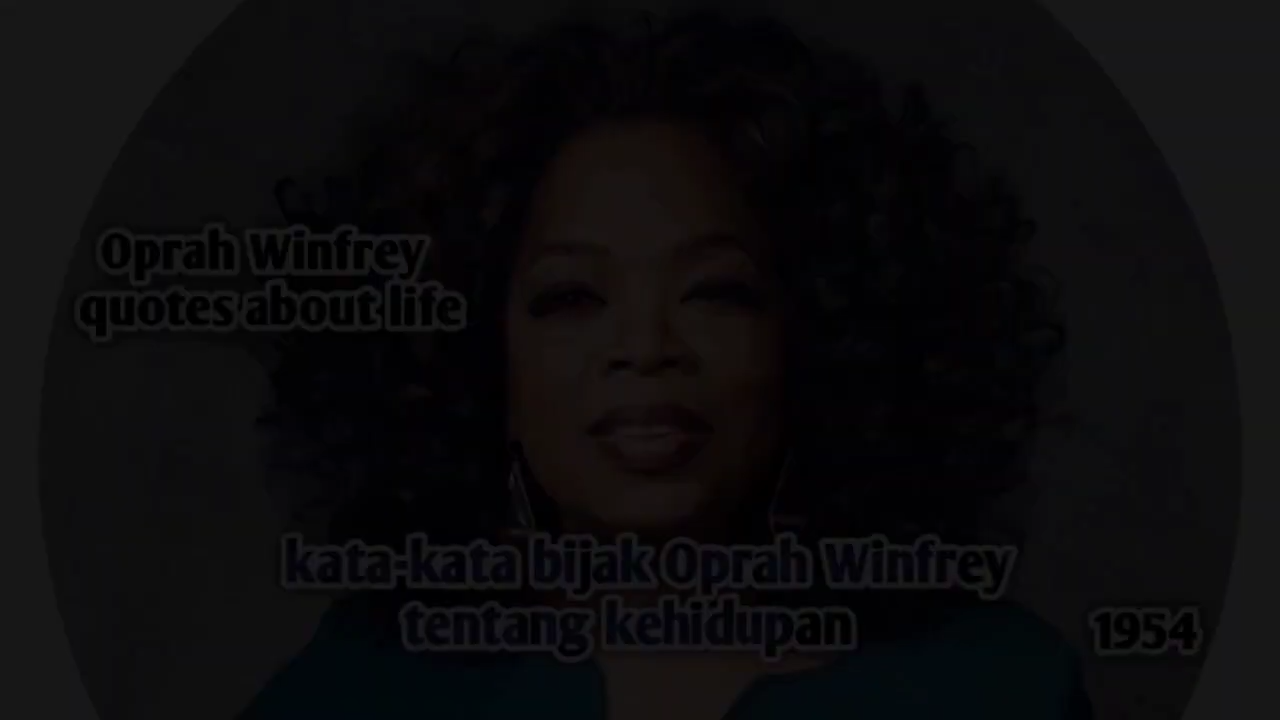 Oprah Winfrey
quotes about life
kata-kata bijak Oprah Winfrey
tentang kehidupan
1954